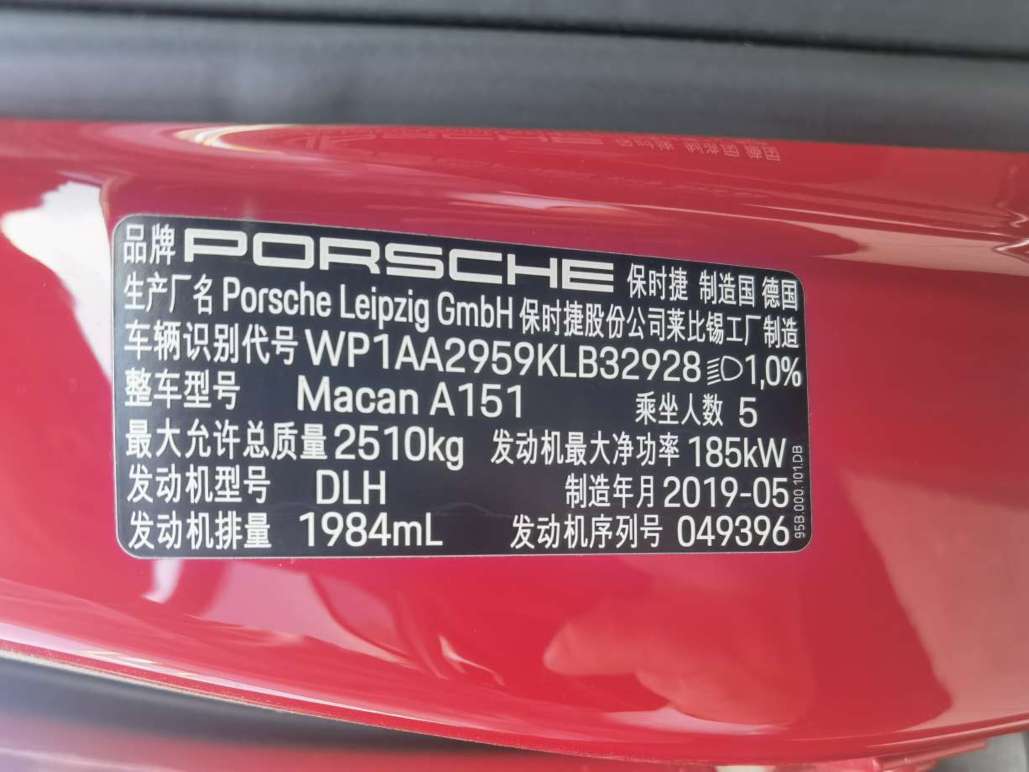 品牌 PORSCHE 保时捷 制造国 德国
生产厂名 Porsche Leipzig GmbH 保时捷股份公司莱比锡工厂制造
车辆识别代号 WP1AA2959KLB32928 1,0%
整车型号 Macan A151 乘坐人数 5
最大允许总质量 2510kg 发动机最大净功率 185kW
发动机型号 DLH 制造年月 2019-05
发动机排量 1984mL 发动机序列号 049396
95B.000.101.DB